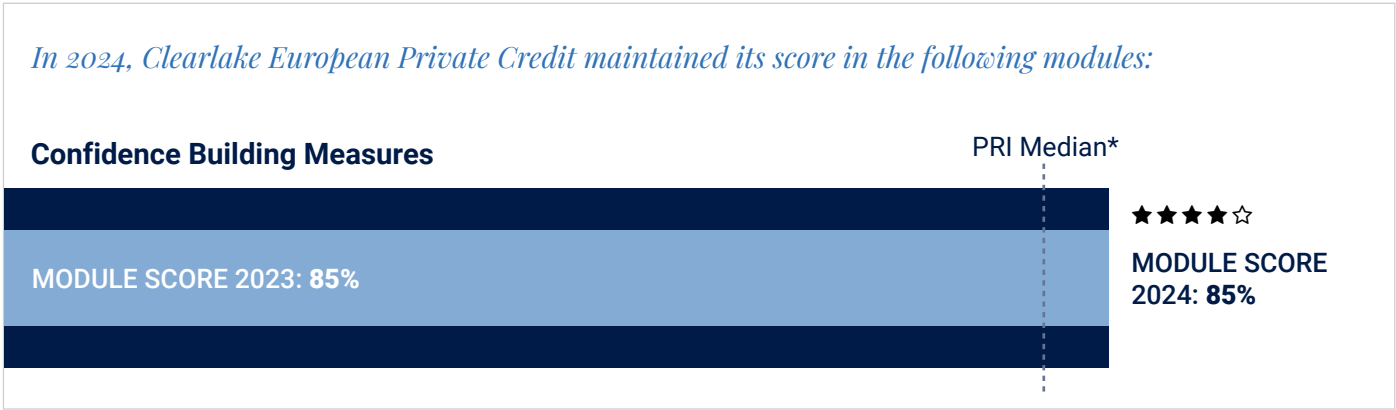 In 2024, Clearlake European Private Credit maintained its score in the following modules:
Confidence Building Measures
PRI Median*
MODULE SCORE 2023: 85%
MODULE SCORE
2024: 85%